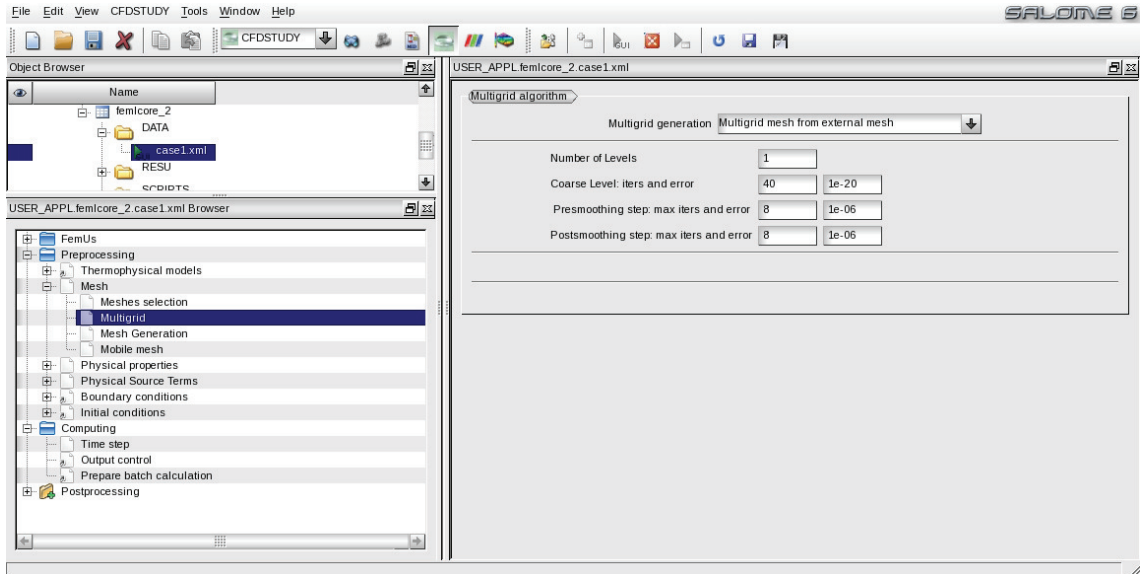 File Edit View CFDSTUDY Tools Window Help
SALOME 6
CFDSTUDY
Object Browser
Name
femlcore_2
DATA
case1.xml
RESU
SCRIPTS
USER_APPL.femlcore_2.case1.xml Browser
FemUs
Preprocessing
Thermophysical models
Mesh
Meshes selection
Multigrid
Mesh Generation
Mobile mesh
Physical properties
Physical Source Terms
Boundary conditions
Initial conditions
Computing
Time step
Output control
Prepare batch calculation
Postprocessing
USER_APPL.femlcore_2.case1.xml
Multigrid algorithm
Multigrid generation Multigrid mesh from external mesh
Number of Levels 1
Coarse Level: iters and error 40 1e-20
Presmoothing step: max iters and error 8 1e-06
Postsmoothing step: max iters and error 8 1e-06